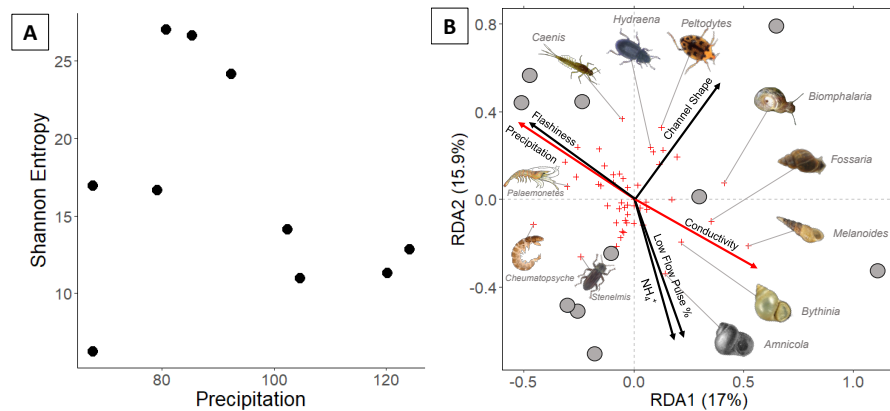 A
Shannon Entropy
25
20
15
10
80
100
120
Precipitation
B
RDA2 (15.9%)
0.8
0.4
0.0
-0.4
-0.5
0.0
0.5
1.0
RDA1 (17%)
Caenis
Hydraena
Peltodytes
Biomphalaria
Fossaria
Melanoides
Bythinia
Amnicola
Stenelmis
Cheumatopsyche
Palaemonetes
Flashiness
Precipitation
Channel Shape
Conductivity
Low Flow Pulse %
NH₄⁺